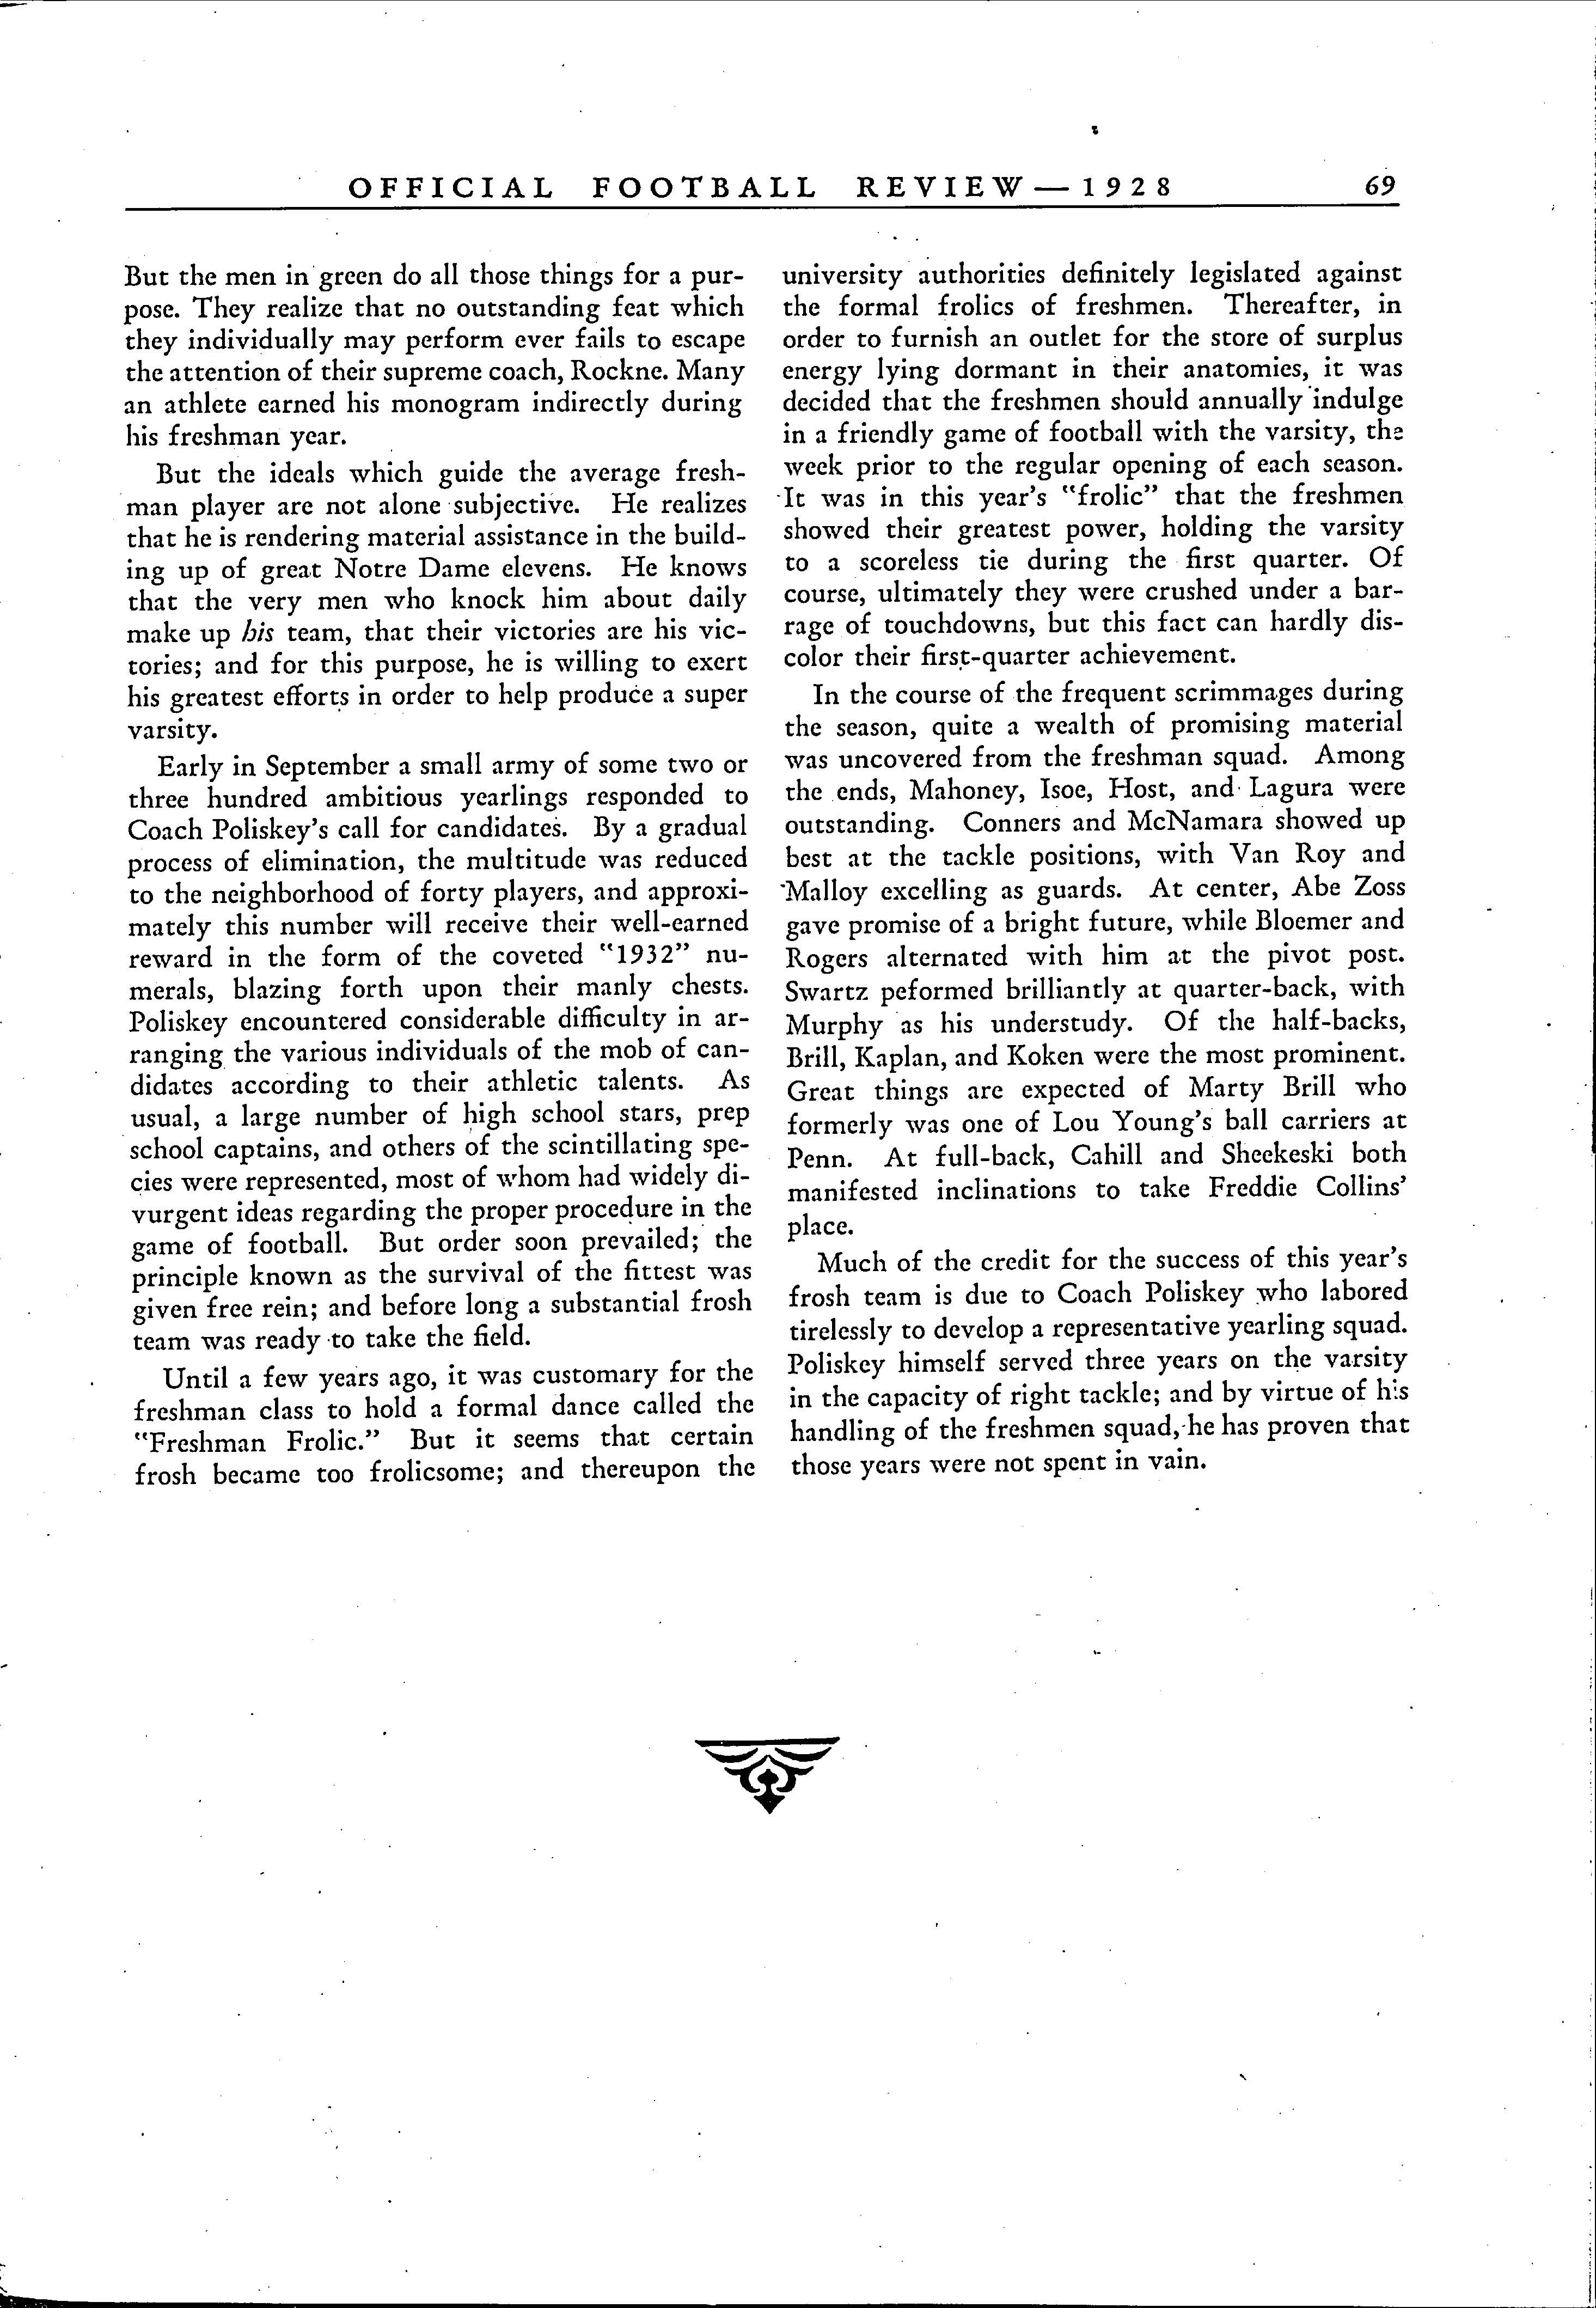 OFFICIAL FOOTBALL REVIEW—1928 69
But the men in green do all those things for a pur-
pose. They realize that no outstanding feat which
they individually may perform ever fails to escape
the attention of their supreme coach, Rockne. Many
an athlete earned his monogram indirectly during
his freshman year.
But the ideals which guide the average fresh-
man player are not alone subjective. He realizes
that he is rendering material assistance in the build-
ing up of great Notre Dame elevens. He knows
that the very men who knock him about daily
make up his team, that their victories are his vic-
tories; and for this purpose, he is willing to exert
his greatest efforts in order to help produce a super
varsity.
Early in September a small army of some two or
three hundred ambitious yearlings responded to
Coach Poliskey's call for candidates. By a gradual
process of elimination, the multitude was reduced
to the neighborhood of forty players, and approxi-
mately this number will receive their well-earned
reward in the form of the coveted "1932" nu-
merals, blazing forth upon their manly chests.
Poliskey encountered considerable difficulty in ar-
ranging the various individuals of the mob of can-
didates according to their athletic talents. As
usual, a large number of high school stars, prep
school captains, and others of the scintillating spe-
cies were represented, most of whom had widely di-
vurgent ideas regarding the proper procedure in the
game of football. But order soon prevailed; the
principle known as the survival of the fittest was
given free rein; and before long a substantial frosh
team was ready to take the field.
Until a few years ago, it was customary for the
freshman class to hold a formal dance called the
"Freshman Frolic." But it seems that certain
frosh became too frolicsome; and thereupon the
university authorities definitely legislated against
the formal frolics of freshmen. Thereafter, in
order to furnish an outlet for the store of surplus
energy lying dormant in their anatomies, it was
decided that the freshmen should annually indulge
in a friendly game of football with the varsity, the
week prior to the regular opening of each season.
It was in this year's "frolic" that the freshmen
showed their greatest power, holding the varsity
to a scoreless tie during the first quarter. Of
course, ultimately they were crushed under a bar-
rage of touchdowns, but this fact can hardly dis-
color their first-quarter achievement.
In the course of the frequent scrimmages during
the season, quite a wealth of promising material
was uncovered from the freshman squad. Among
the ends, Mahoney, Isoe, Host, and Lagura were
outstanding. Conners and McNamara showed up
best at the tackle positions, with Van Roy and
Malloy excelling as guards. At center, Abe Zoss
gave promise of a bright future, while Bloemer and
Rogers alternated with him at the pivot post.
Swartz peformed brilliantly at quarter-back, with
Murphy as his understudy. Of the half-backs,
Brill, Kaplan, and Koken were the most prominent.
Great things are expected of Marty Brill who
formerly was one of Lou Young's ball carriers at
Penn. At full-back, Cahill and Sheekeski both
manifested inclinations to take Freddie Collins'
place.
Much of the credit for the success of this year's
frosh team is due to Coach Poliskey who labored
tirelessly to develop a representative yearling squad.
Poliskey himself served three years on the varsity
in the capacity of right tackle; and by virtue of his
handling of the freshmen squad, he has proven that
those years were not spent in vain.